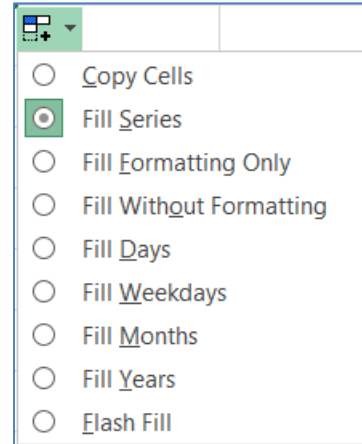 Copy Cells
Fill Series
Fill Formatting Only
Fill Without Formatting
Fill Days
Fill Weekdays
Fill Months
Fill Years
Flash Fill